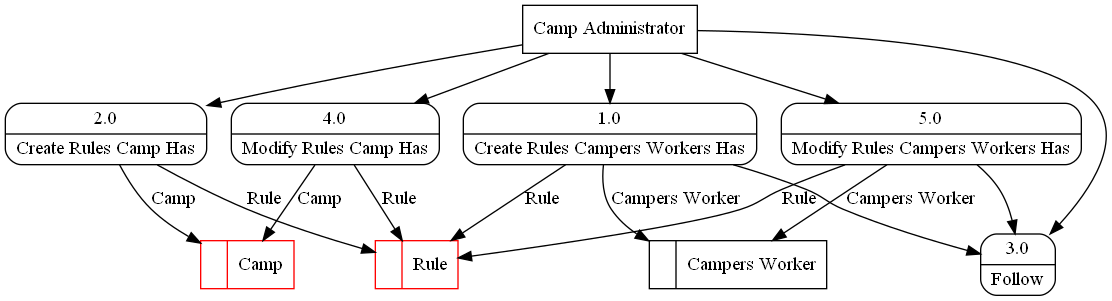 Camp Administrator
2.0
Create Rules Camp Has
4.0
Modify Rules Camp Has
1.0
Create Rules Campers Workers Has
5.0
Modify Rules Campers Workers Has
Camp
Rule
Camp
Rule
Rule
Campers Worker
Rule
Campers Worker
Camp
Rule
Campers Worker
3.0
Follow